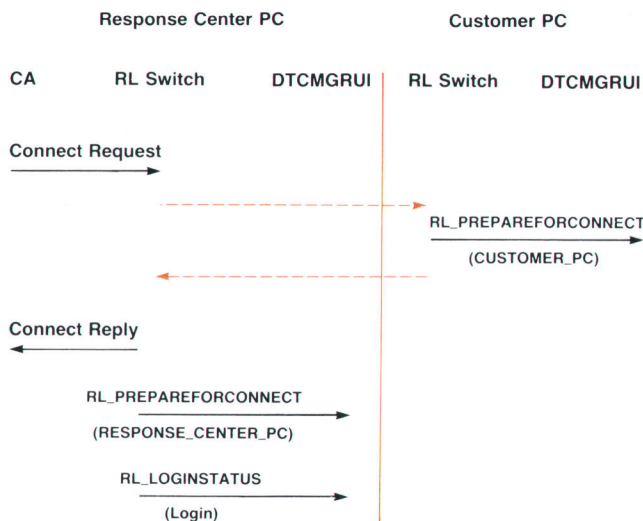 Response Center PC
Customer PC
CA
RL Switch
DTCMGRUI
RL Switch
DTCMGRUI
Connect Request
RL_PREPAREFORCONNECT
(CUSTOMER_PC)
Connect Reply
RL_PREPAREFORCONNECT
(RESPONSE_CENTER_PC)
RL_LOGINSTATUS
(Login)